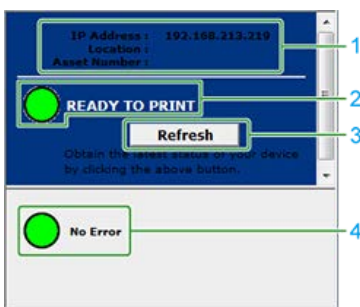 IP Address : 192.168.213.219
Location :
Asset Number :
1
READY TO PRINT
2
Refresh
3
Obtain the latest status of your device
by clicking the above button.
No Error
4